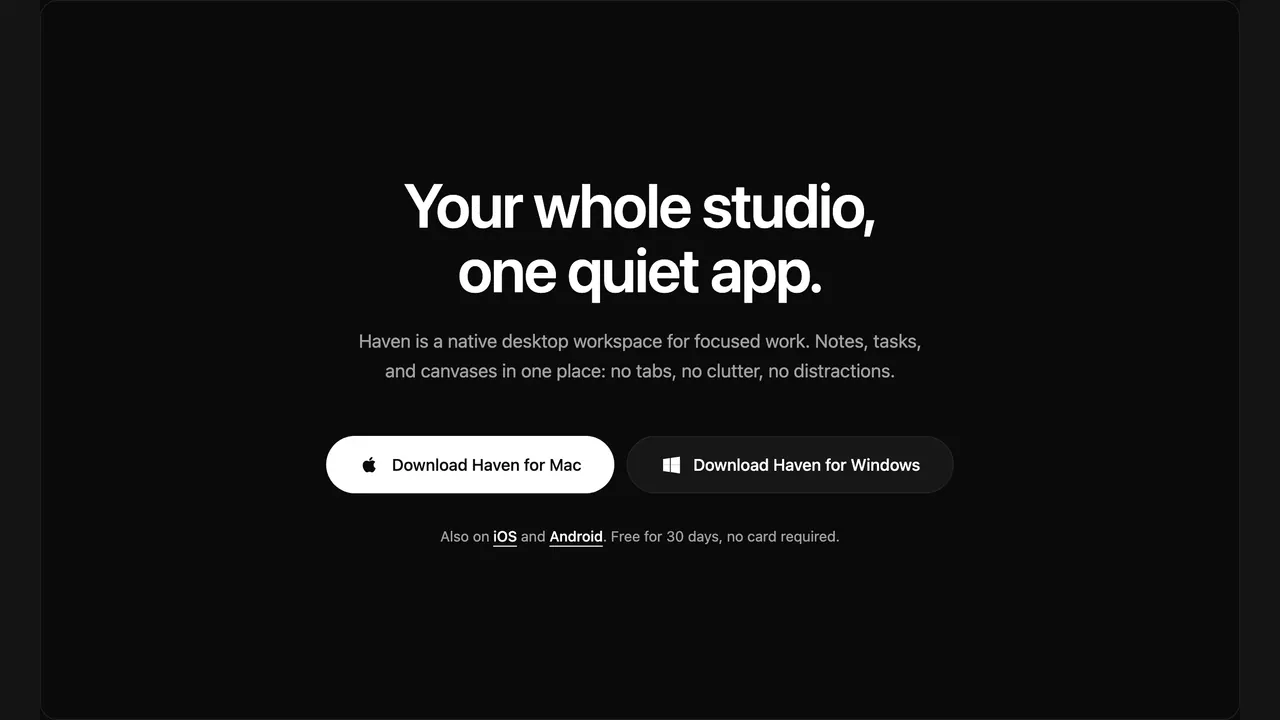 Your whole studio,
one quiet app.
Haven is a native desktop workspace for focused work. Notes, tasks,
and canvases in one place: no tabs, no clutter, no distractions.
Download Haven for Mac
Download Haven for Windows
Also on iOS and Android. Free for 30 days, no card required.